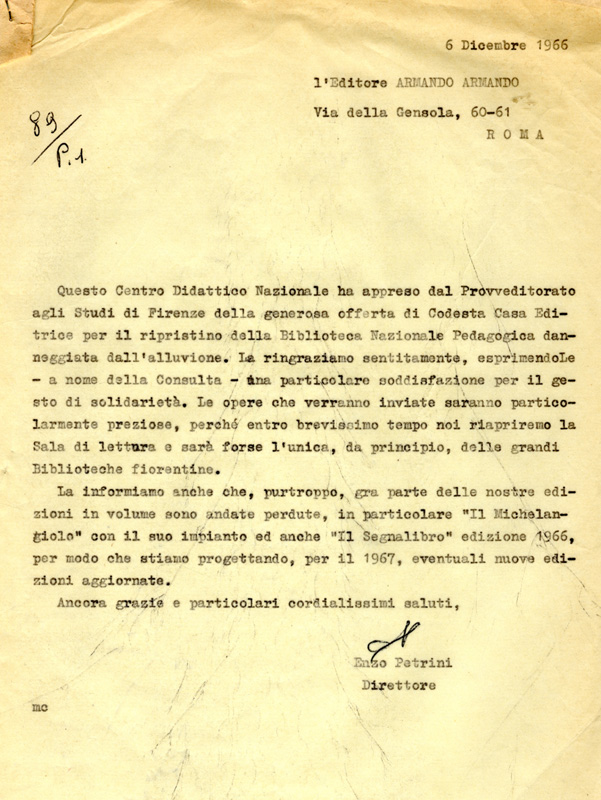 6 Dicembre 1966
l'Editore ARMANDO ARMANDO
Via della Gensola, 60-61
R O M A
89/P.1.
Questo Centro Didattico Nazionale ha appreso dal Provveditorato
agli Studi di Firenze della generosa offerta di Codesta Casa Edi-
trice per il ripristino della Biblioteca Nazionale Pedagogica dan-
neggiata dall'alluvione. La ringraziamo sentitamente, esprimendoLe
- a nome della Consulta - una particolare soddisfazione per il ge-
sto di solidarietà. Le opere che verranno inviate saranno partico-
larmente preziose, perché entro brevissimo tempo noi riapriremo la
Sala di lettura e sarà forse l'unica, da principio, delle grandi
Biblioteche fiorentine.
La informiamo anche che, purtroppo, gra parte delle nostre edi-
zioni in volume sono andate perdute, in particolare "Il Michelan-
giolo" con il suo impianto ed anche "Il Segnalibro" edizione 1966,
per modo che stiamo progettando, per il 1967, eventuali nuove edi-
zioni aggiornate.
Ancora grazie e particolari cordialissimi saluti,
Enzo Petrini
Direttore
mc